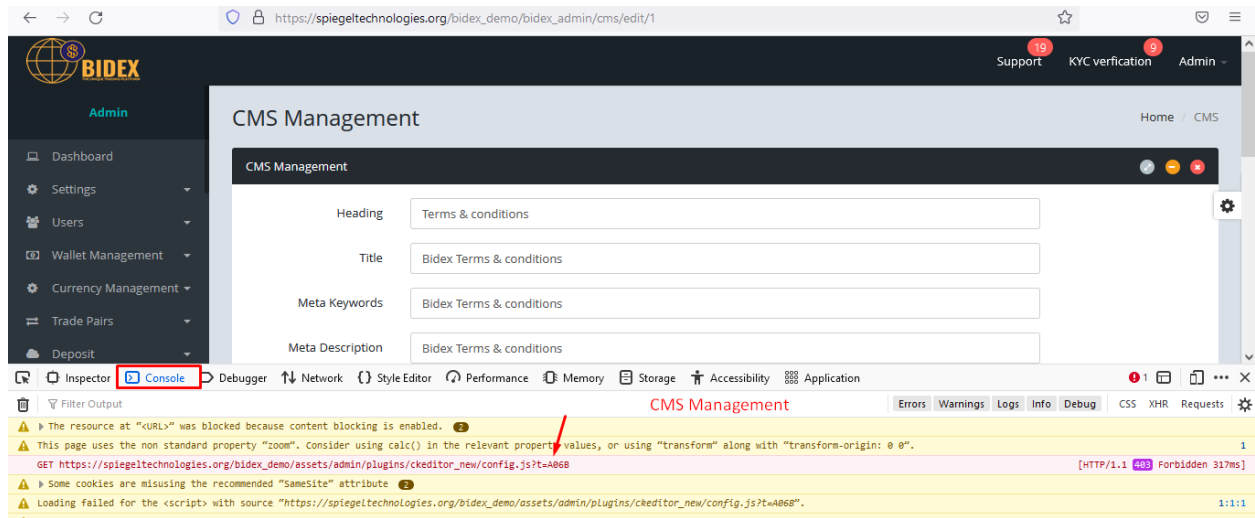 https://spiegeltechnologies.org/bidex_demo/bidex_admin/cms/edit/1
BIDEX
19
9
Support KYC verfication Admin
Admin
CMS Management
Home / CMS
Dashboard
CMS Management
Settings
Heading Terms & conditions
Users
Wallet Management
Title Bidex Terms & conditions
Currency Management
Meta Keywords Bidex Terms & conditions
Trade Pairs
Deposit
Meta Description Bidex Terms & conditions
Inspector Console Debugger Network Style Editor Performance Memory Storage Accessibility Application 1
Filter Output CMS Management Errors Warnings Logs Info Debug CSS XHR Requests
The resource at “<URL>” was blocked because content blocking is enabled. 2
This page uses the non standard property “zoom”. Consider using calc() in the relevant property values, or using “transform” along with “transform-origin: 0 0”. 1
GET https://spiegeltechnologies.org/bidex_demo/assets/admin/plugins/ckeditor_new/config.js?t=A06B [HTTP/1.1 403 Forbidden 317ms]
Some cookies are misusing the recommended “SameSite“ attribute 2
Loading failed for the <script> with source “https://spiegeltechnologies.org/bidex_demo/assets/admin/plugins/ckeditor_new/config.js?t=A06B”. 1:1:1